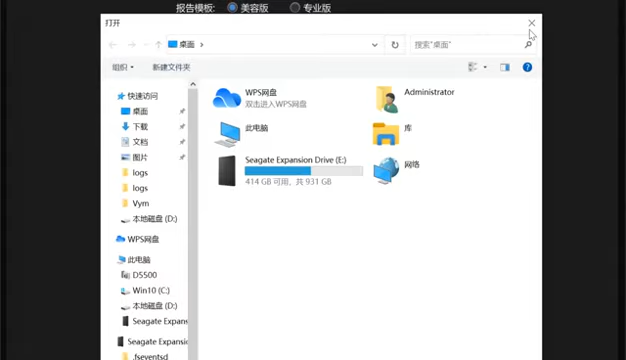 报告模板: 美容版 专业版
打开
桌面
搜索"桌面"
组织 新建文件夹
快速访问
桌面
下载
文档
图片
logs
logs
Vym
本地磁盘 (D:)
WPS网盘
此电脑
D5500
Win10 (C:)
本地磁盘 (D:)
Seagate Expans
Seagate Expansio
.fseventsd
WPS网盘
双击进入WPS网盘
Administrator
此电脑
库
Seagate Expansion Drive (E:)
414 GB 可用，共 931 GB
网络